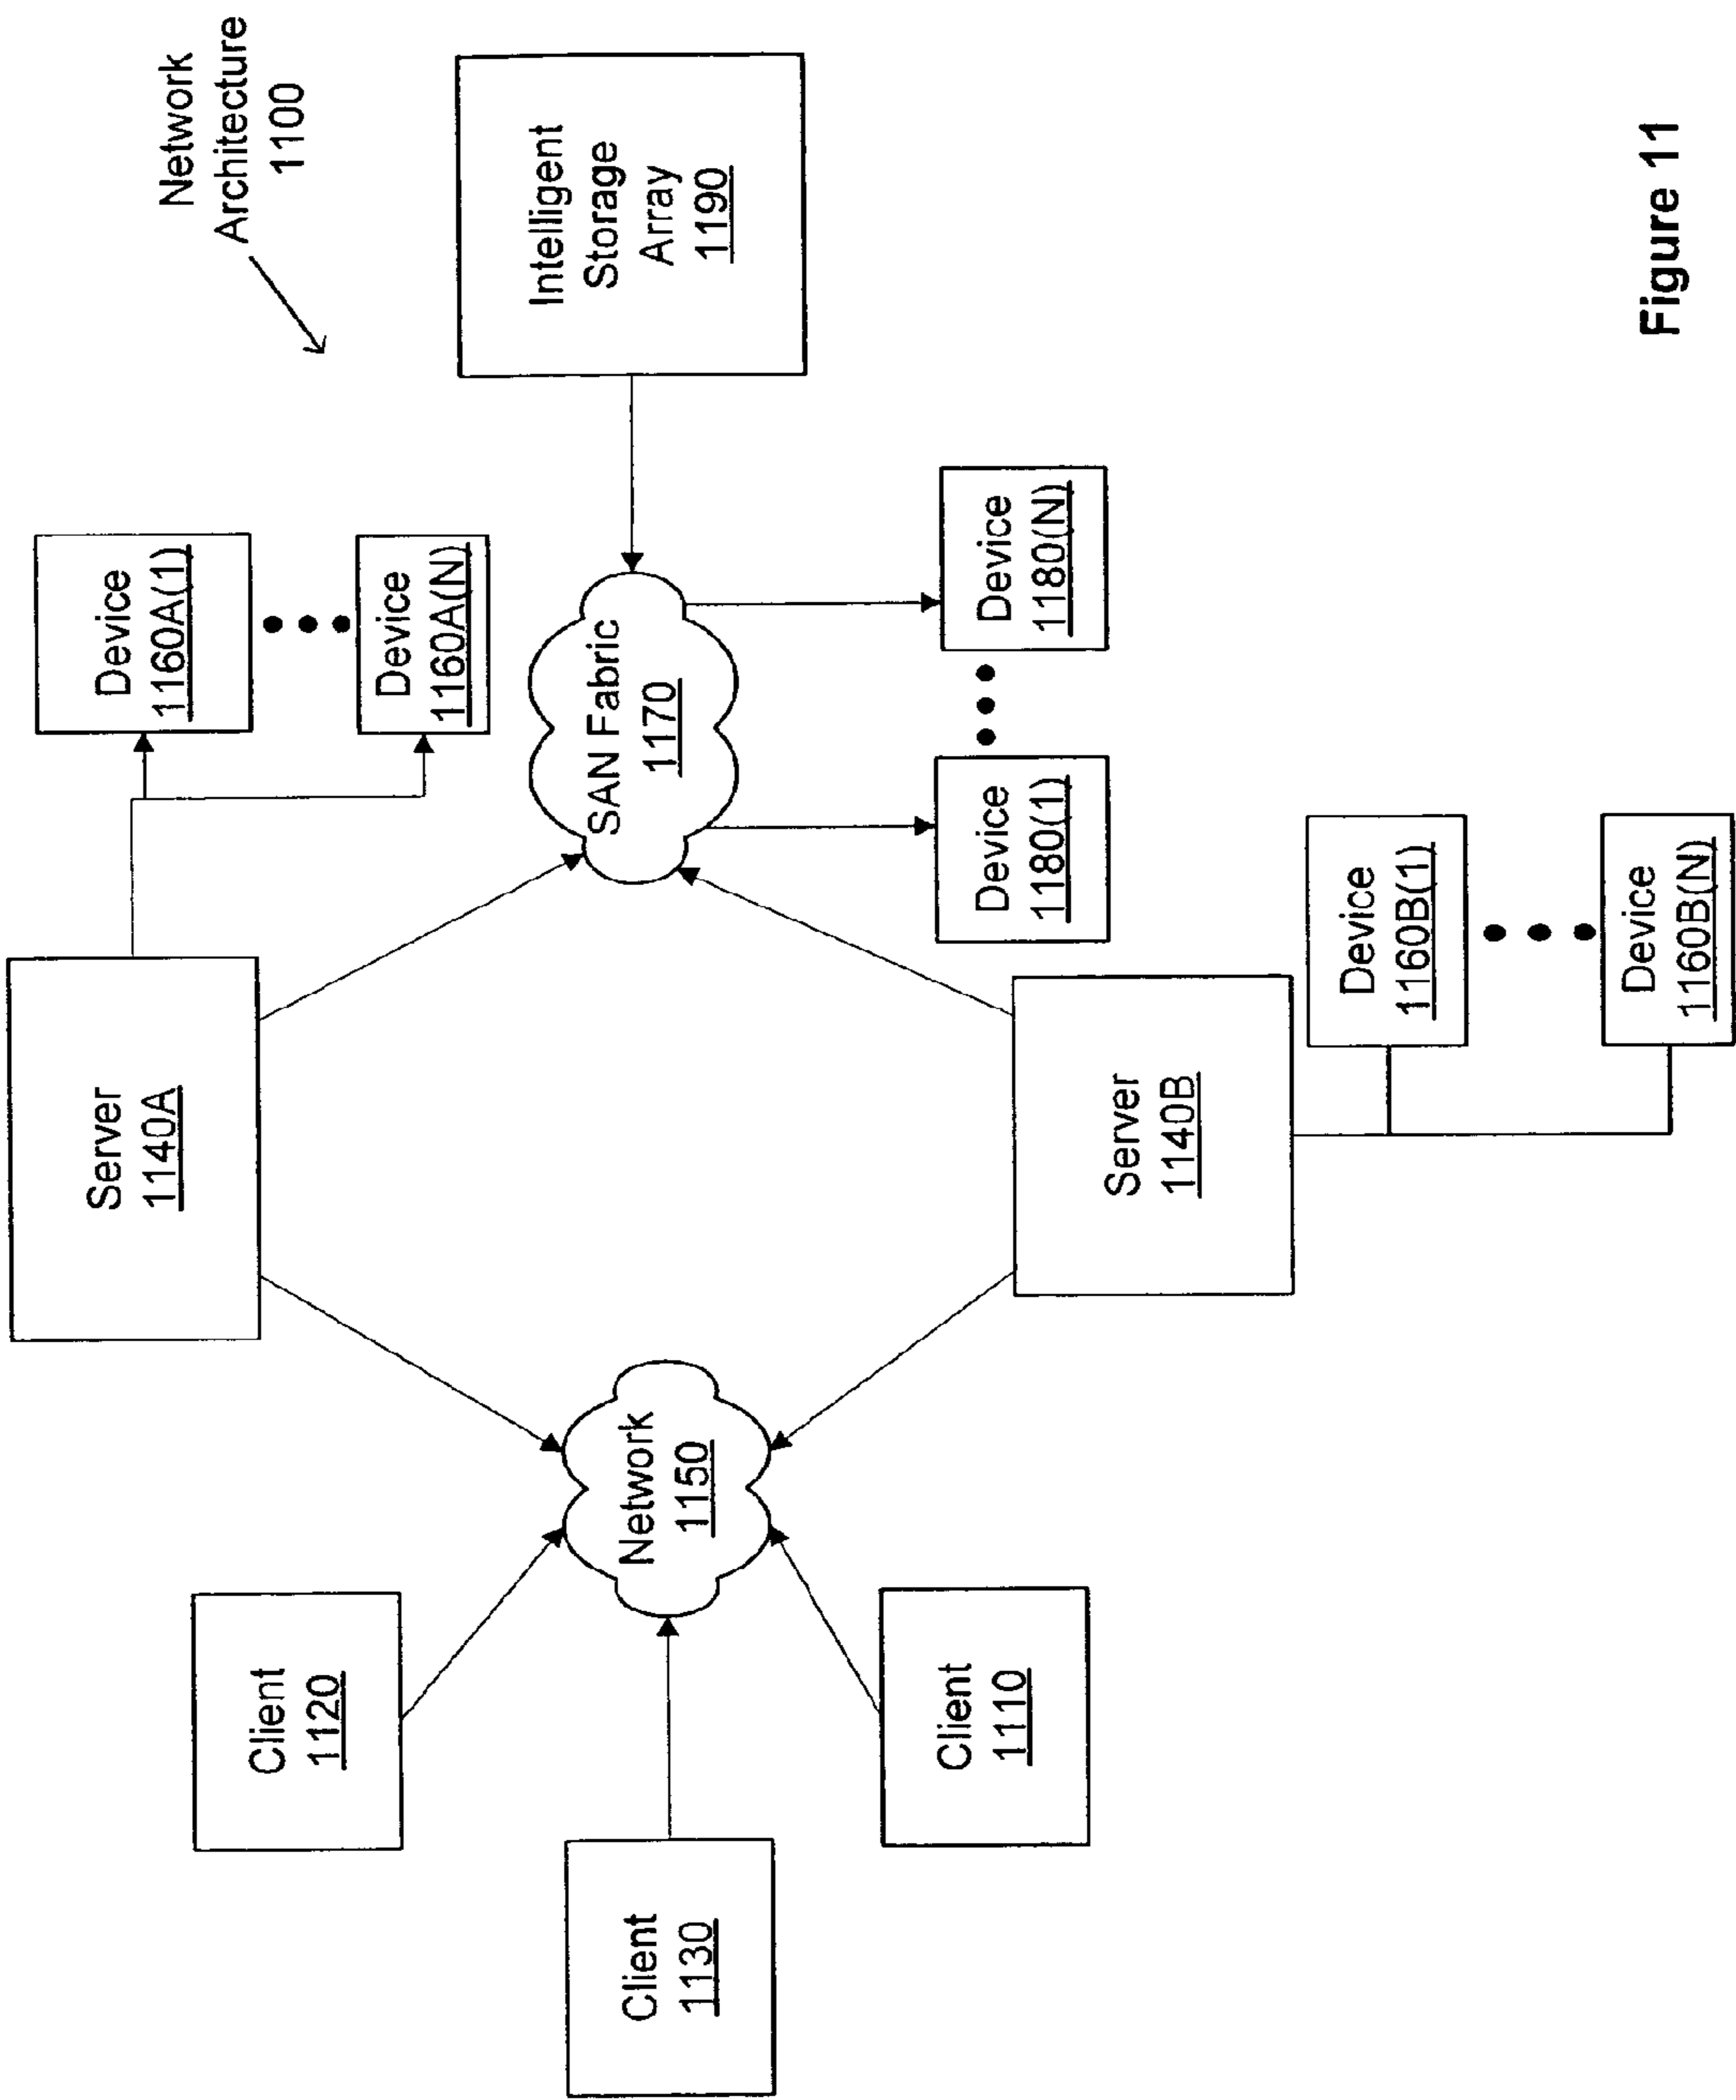 Network
Architecture
1100
Server
1140A
Device
1160A(1)
Device
1160A(N)
Intelligent
Storage
Array
1190
Client
1120
Client
1130
Client
1110
Network
1150
SAN Fabric
1170
Device
1180(1)
Device
1180(N)
Server
1140B
Device
1160B(1)
Device
1160B(N)
Figure 11